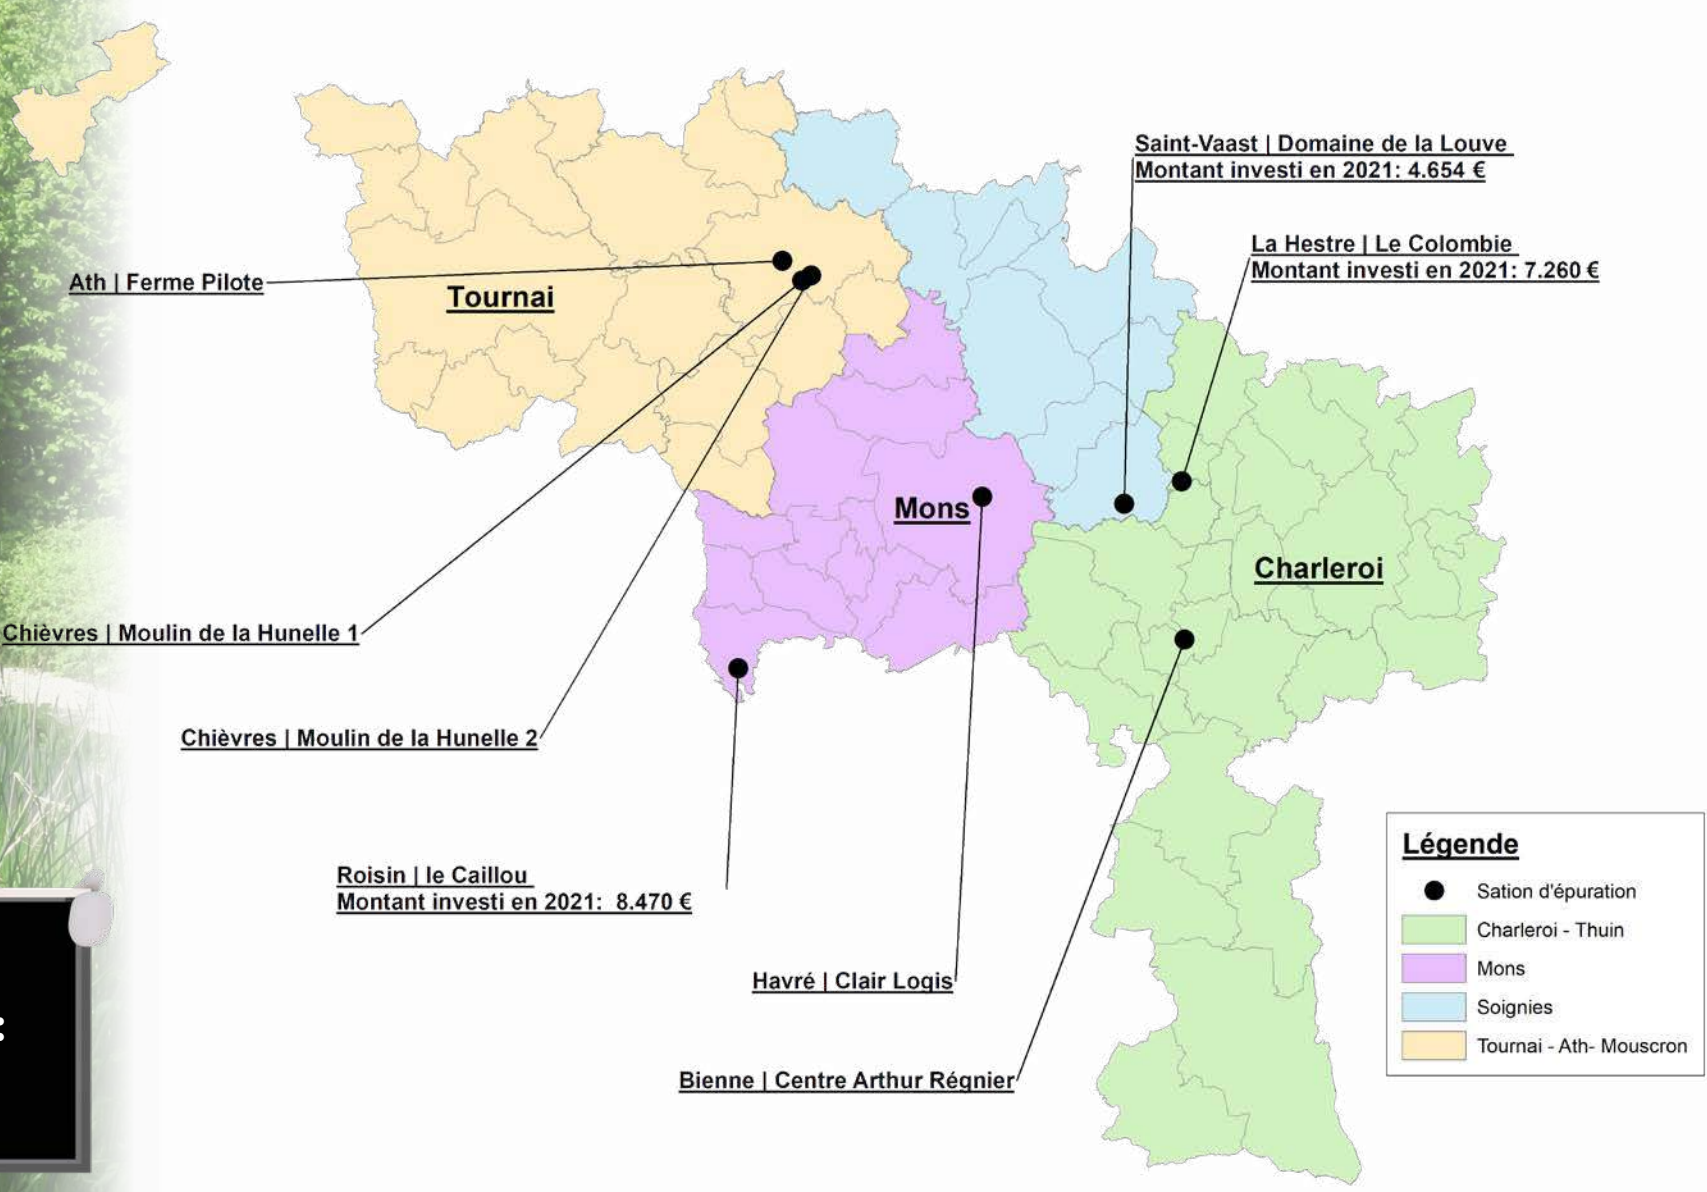 Saint-Vaast | Domaine de la Louve
Montant investi en 2021: 4.654 €
La Hestre | Le Colombie
Montant investi en 2021: 7.260 €
Ath | Ferme Pilote
Tournai
Mons
Charleroi
Chièvres | Moulin de la Hunelle 1
Chièvres | Moulin de la Hunelle 2
Roisin | le Caillou
Montant investi en 2021: 8.470 €
Havré | Clair Logis
Bienne | Centre Arthur Régnier
:
Légende
Sation d'épuration
Charleroi - Thuin
Mons
Soignies
Tournai - Ath- Mouscron